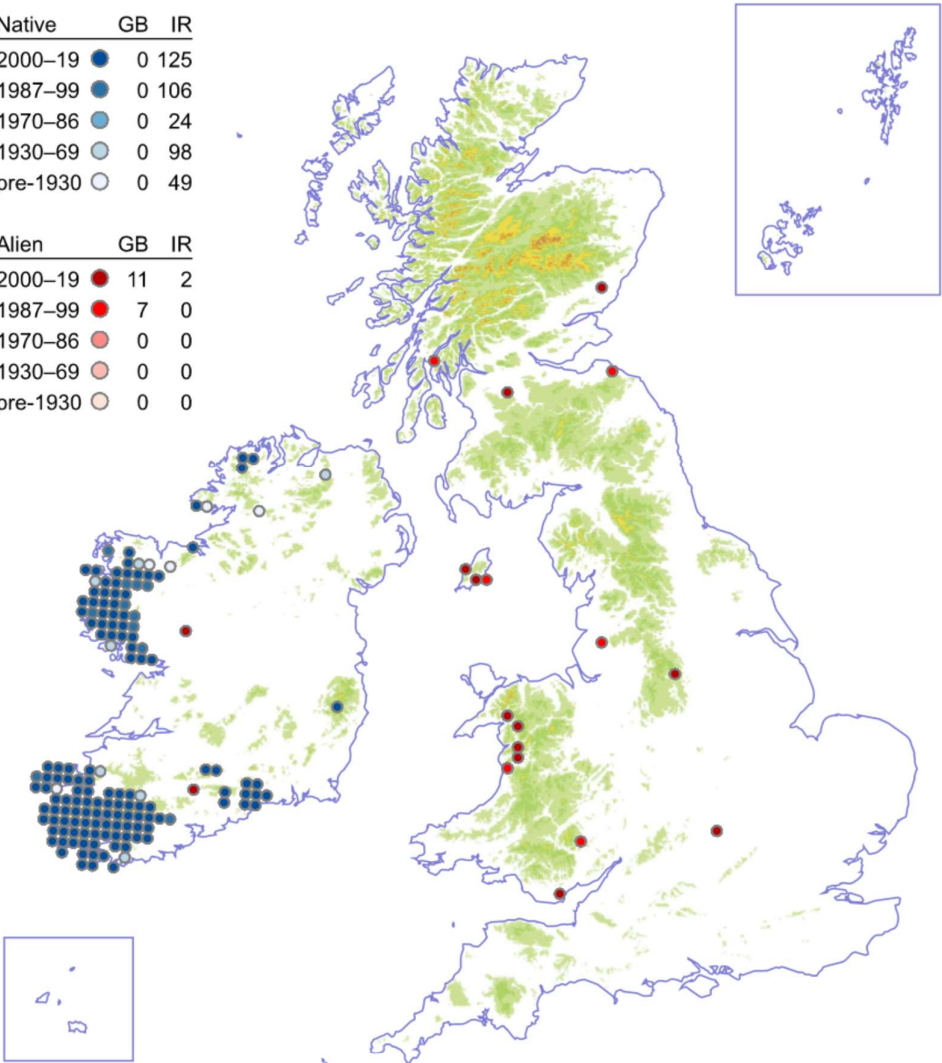 Native GB IR
2000–19 0 125
1987–99 0 106
1970–86 0 24
1930–69 0 98
pre-1930 0 49
Alien GB IR
2000–19 11 2
1987–99 7 0
1970–86 0 0
1930–69 0 0
pre-1930 0 0